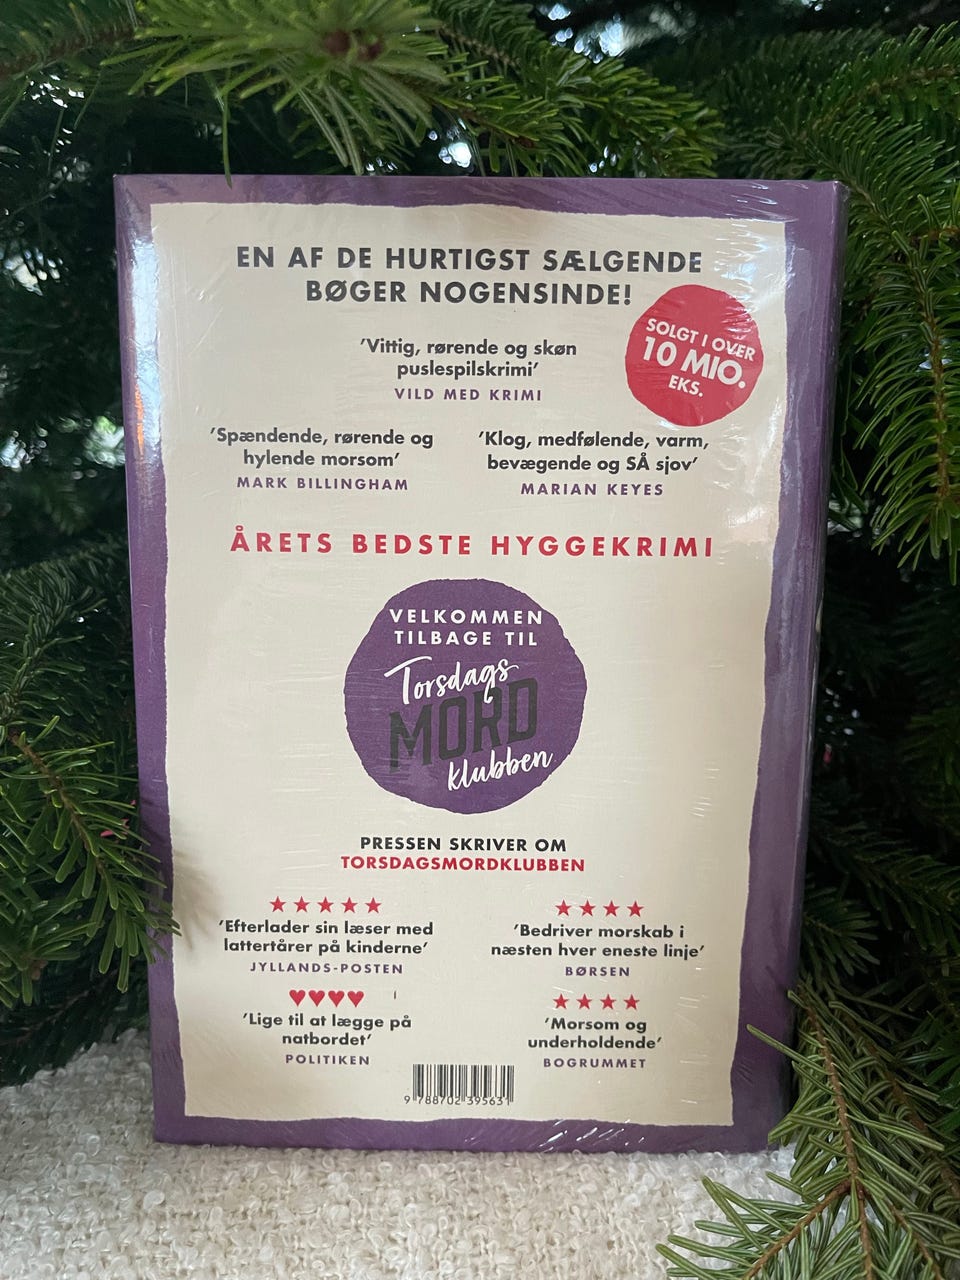 EN AF DE HURTIGST SÆLGENDE
BØGER NOGENSINDE!
SOLGT I OVER
10 MIO.
EKS.
’Vittig, rørende og skøn
puslespilskrimi’
VILD MED KRIMI
’Spændende, rørende og
hylende morsom’
MARK BILLINGHAM
’Klog, medfølende, varm,
bevægende og SÅ sjov’
MARIAN KEYES
ÅRETS BEDSTE HYGGEKRIMI
VELKOMMEN
TILBAGE TIL
Torsdags
MORD
klubben
PRESSEN SKRIVER OM
TORSDAGSMORDKLUBBEN
’Efterlader sin læser med
lattertårer på kinderne’
JYLLANDS-POSTEN
’Bedriver morskab i
næsten hver eneste linje’
BØRSEN
’Lige til at lægge på
natbordet’
POLITIKEN
’Morsom og
underholdende’
BOGRUMMET
9 788702 395631